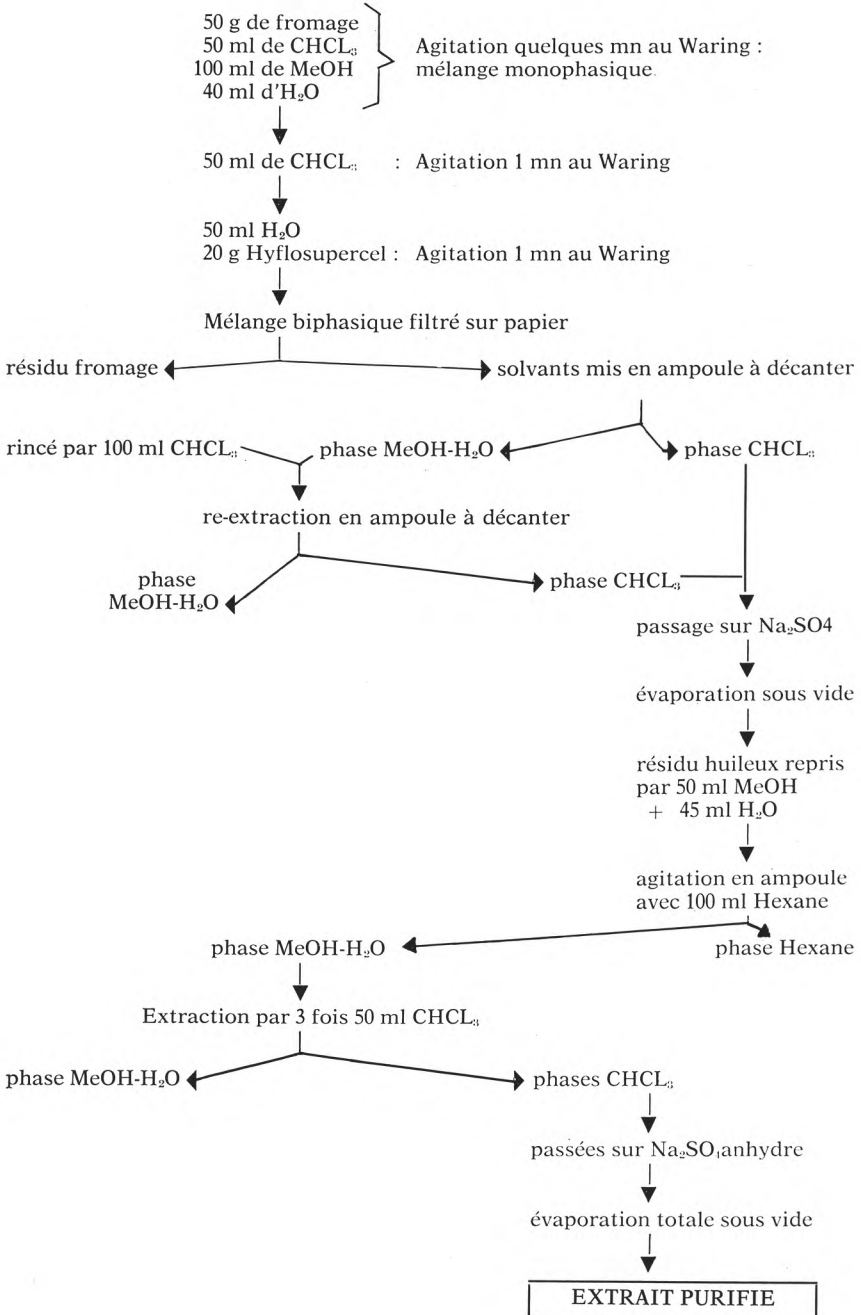 50 g de fromage
50 ml de CHCL₃
100 ml de MeOH
40 ml d'H₂O
Agitation quelques mn au Waring :
mélange monophasique.
50 ml de CHCL₃ : Agitation 1 mn au Waring
50 ml H₂O
20 g Hyflosupercel : Agitation 1 mn au Waring
Mélange biphasique filtré sur papier
résidu fromage
solvants mis en ampoule à décanter
rincé par 100 ml CHCL₃
phase MeOH-H₂O
phase CHCL₃
re-extraction en ampoule à décanter
phase
MeOH-H₂O
phase CHCL₃
passage sur Na₂SO4
évaporation sous vide
résidu huileux repris
par 50 ml MeOH
+ 45 ml H₂O
agitation en ampoule
avec 100 ml Hexane
phase MeOH-H₂O
phase Hexane
Extraction par 3 fois 50 ml CHCL₃
phase MeOH-H₂O
phases CHCL₃
passées sur Na₂SO₄anhydre
évaporation totale sous vide
EXTRAIT PURIFIE